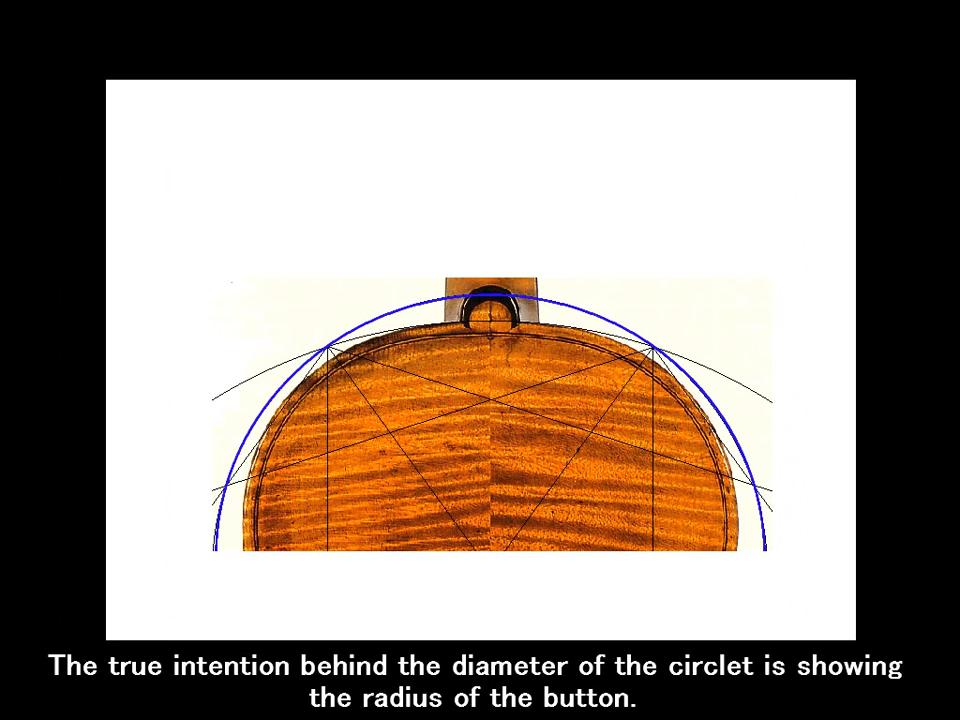 The true intention behind the diameter of the circlet is showing
the radius of the button.